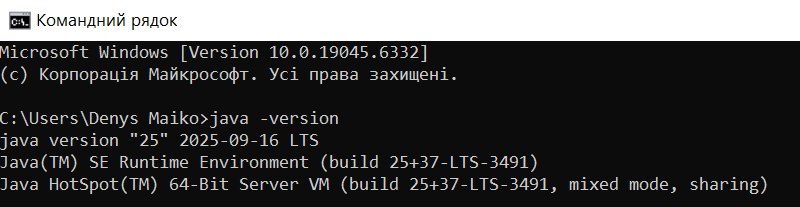 Командний рядок
Microsoft Windows [Version 10.0.19045.6332]
(c) Корпорація Майкрософт. Усі права захищені.
C:\Users\Denys Maiko>java -version
java version "25" 2025-09-16 LTS
Java(TM) SE Runtime Environment (build 25+37-LTS-3491)
Java HotSpot(TM) 64-Bit Server VM (build 25+37-LTS-3491, mixed mode, sharing)